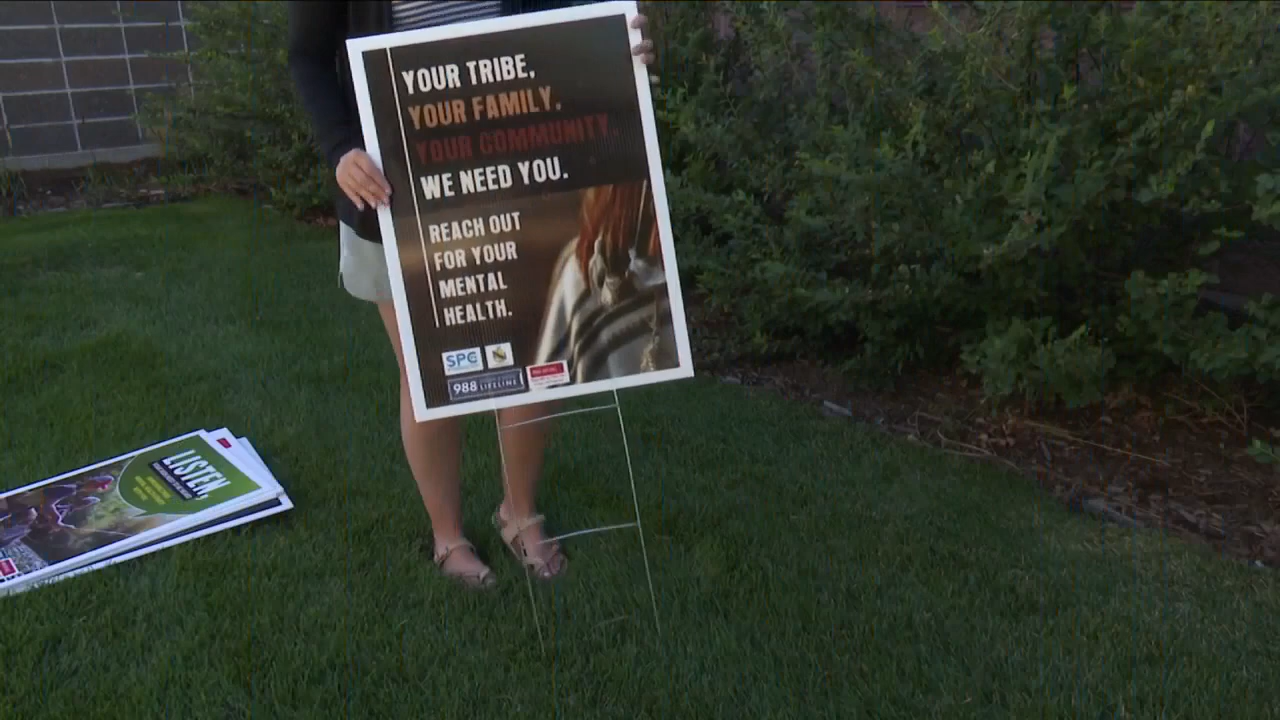 YOUR TRIBE,
YOUR FAMILY.
YOUR COMMUNITY.
WE NEED YOU.
REACH OUT
FOR YOUR
MENTAL
HEALTH.
SPC
988
LIFELINE
LISTEN,